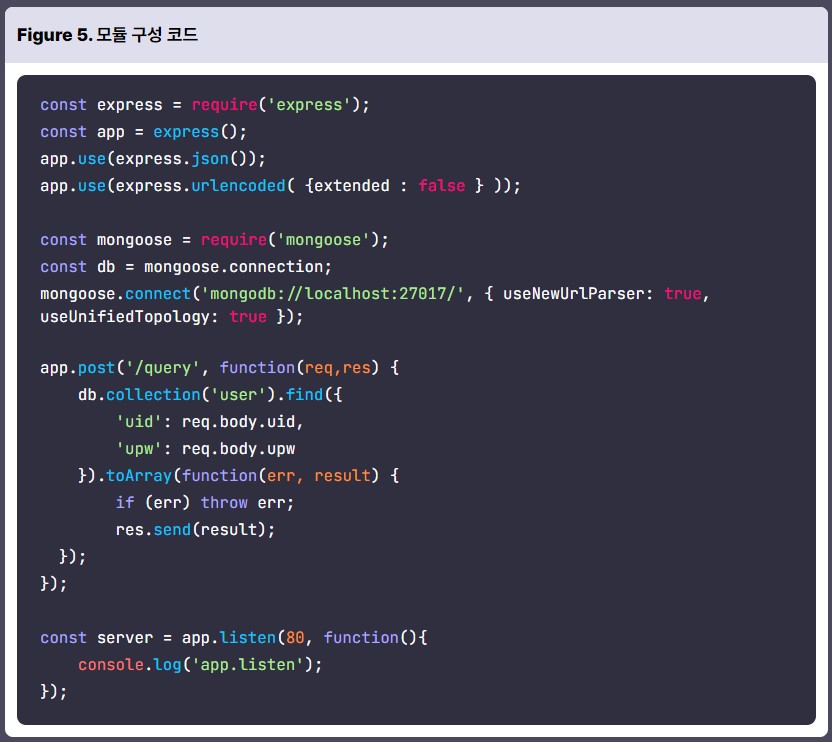 Figure 5. 모듈 구성 코드
const express = require('express');
const app = express();
app.use(express.json());
app.use(express.urlencoded( {extended : false } ));
const mongoose = require('mongoose');
const db = mongoose.connection;
mongoose.connect('mongodb://localhost:27017/', { useNewUrlParser: true,
useUnifiedTopology: true });
app.post('/query', function(req,res) {
    db.collection('user').find({
        'uid': req.body.uid,
        'upw': req.body.upw
    }).toArray(function(err, result) {
        if (err) throw err;
        res.send(result);
  });
});
const server = app.listen(80, function(){
    console.log('app.listen');
});